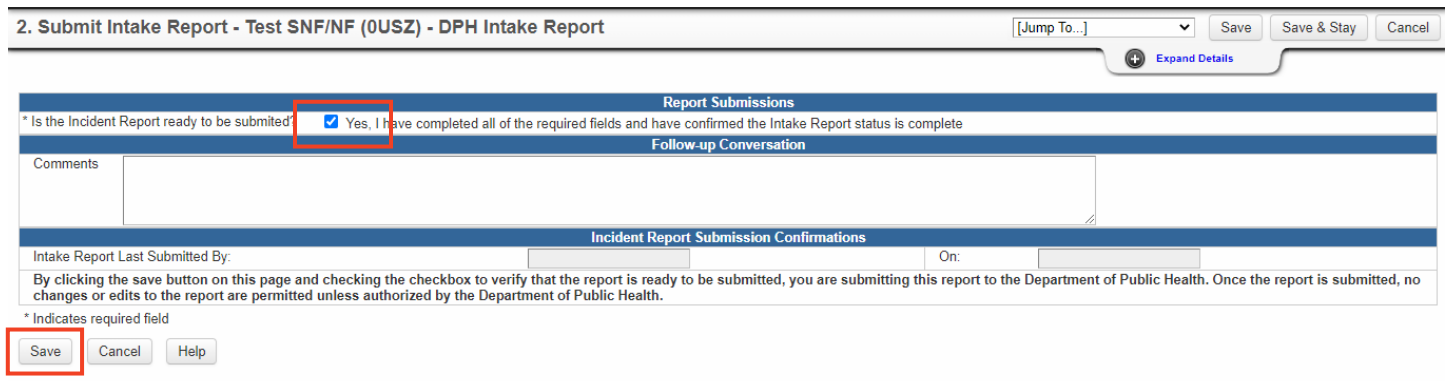 2. Submit Intake Report - Test SNF/NF (0USZ) - DPH Intake Report
[Jump To...] Save Save & Stay Cancel
Expand Details
Report Submissions
* Is the Incident Report ready to be submited? Yes, I have completed all of the required fields and have confirmed the Intake Report status is complete
Follow-up Conversation
Comments
Incident Report Submission Confirmations
Intake Report Last Submitted By: On:
By clicking the save button on this page and checking the checkbox to verify that the report is ready to be submitted, you are submitting this report to the Department of Public Health. Once the report is submitted, no
changes or edits to the report are permitted unless authorized by the Department of Public Health.
* Indicates required field
Save Cancel Help